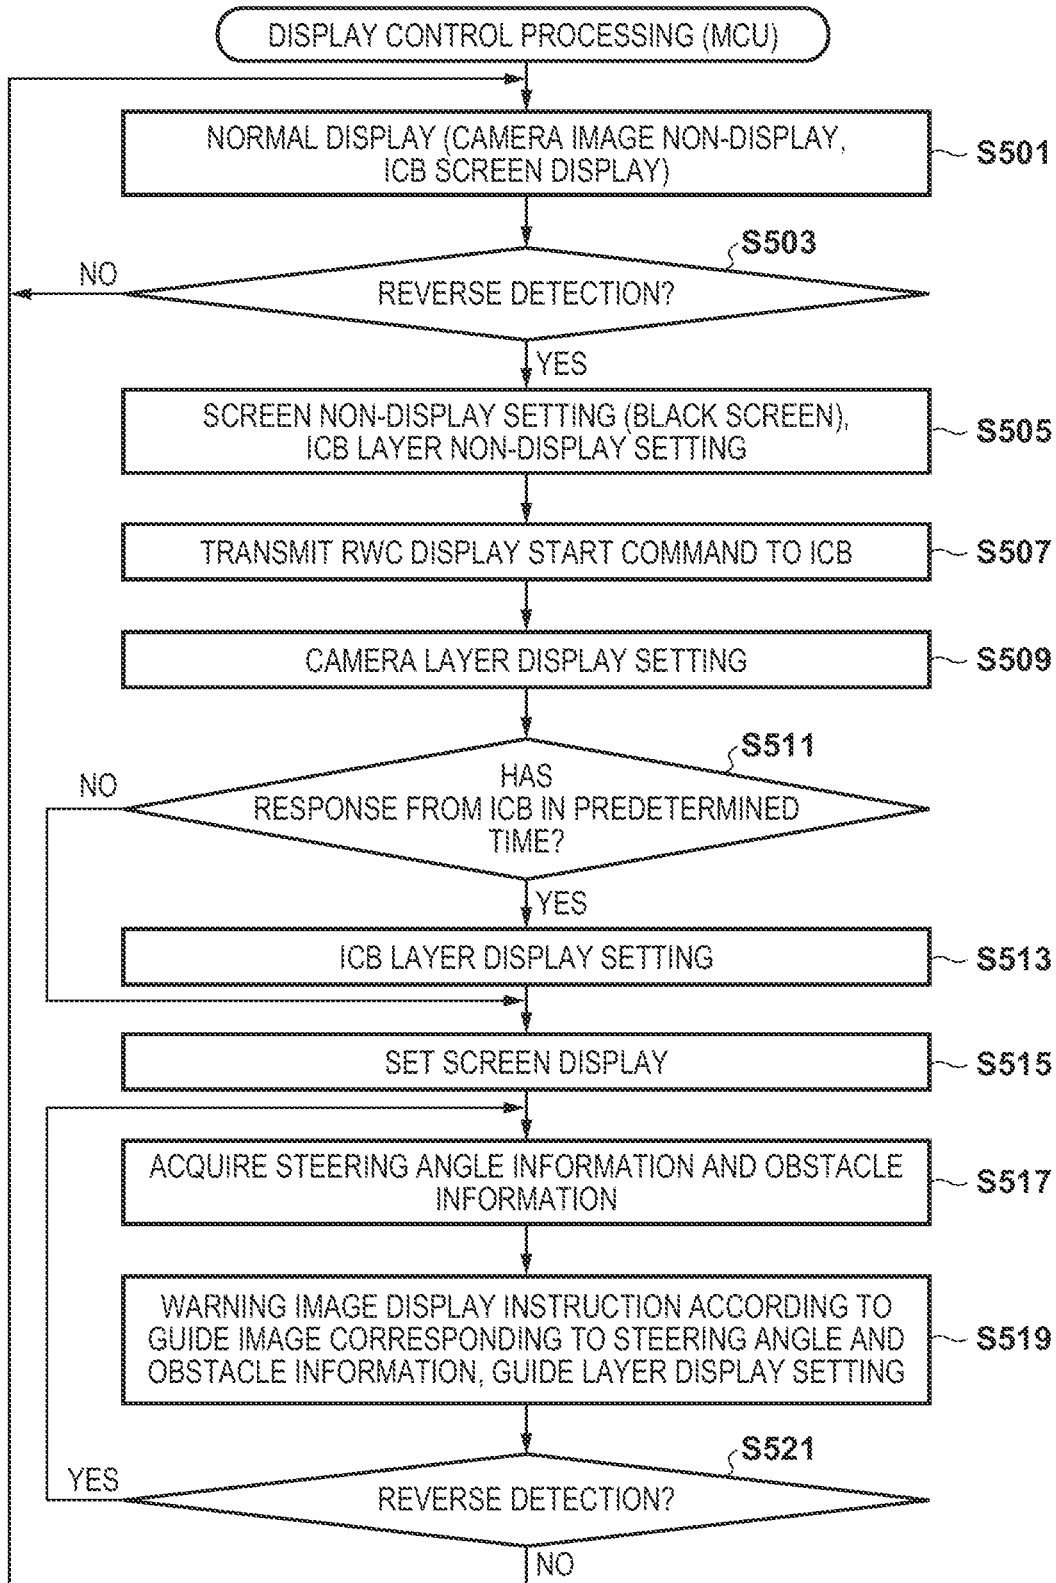 DISPLAY CONTROL PROCESSING (MCU)
NORMAL DISPLAY (CAMERA IMAGE NON-DISPLAY,
ICB SCREEN DISPLAY)
S501
S503
NO
REVERSE DETECTION?
YES
SCREEN NON-DISPLAY SETTING (BLACK SCREEN),
ICB LAYER NON-DISPLAY SETTING
S505
TRANSMIT RWC DISPLAY START COMMAND TO ICB
S507
CAMERA LAYER DISPLAY SETTING
S509
S511
NO
HAS
RESPONSE FROM ICB IN PREDETERMINED
TIME?
YES
ICB LAYER DISPLAY SETTING
S513
SET SCREEN DISPLAY
S515
ACQUIRE STEERING ANGLE INFORMATION AND OBSTACLE
INFORMATION
S517
WARNING IMAGE DISPLAY INSTRUCTION ACCORDING TO
GUIDE IMAGE CORRESPONDING TO STEERING ANGLE AND
OBSTACLE INFORMATION, GUIDE LAYER DISPLAY SETTING
S519
S521
YES
REVERSE DETECTION?
NO